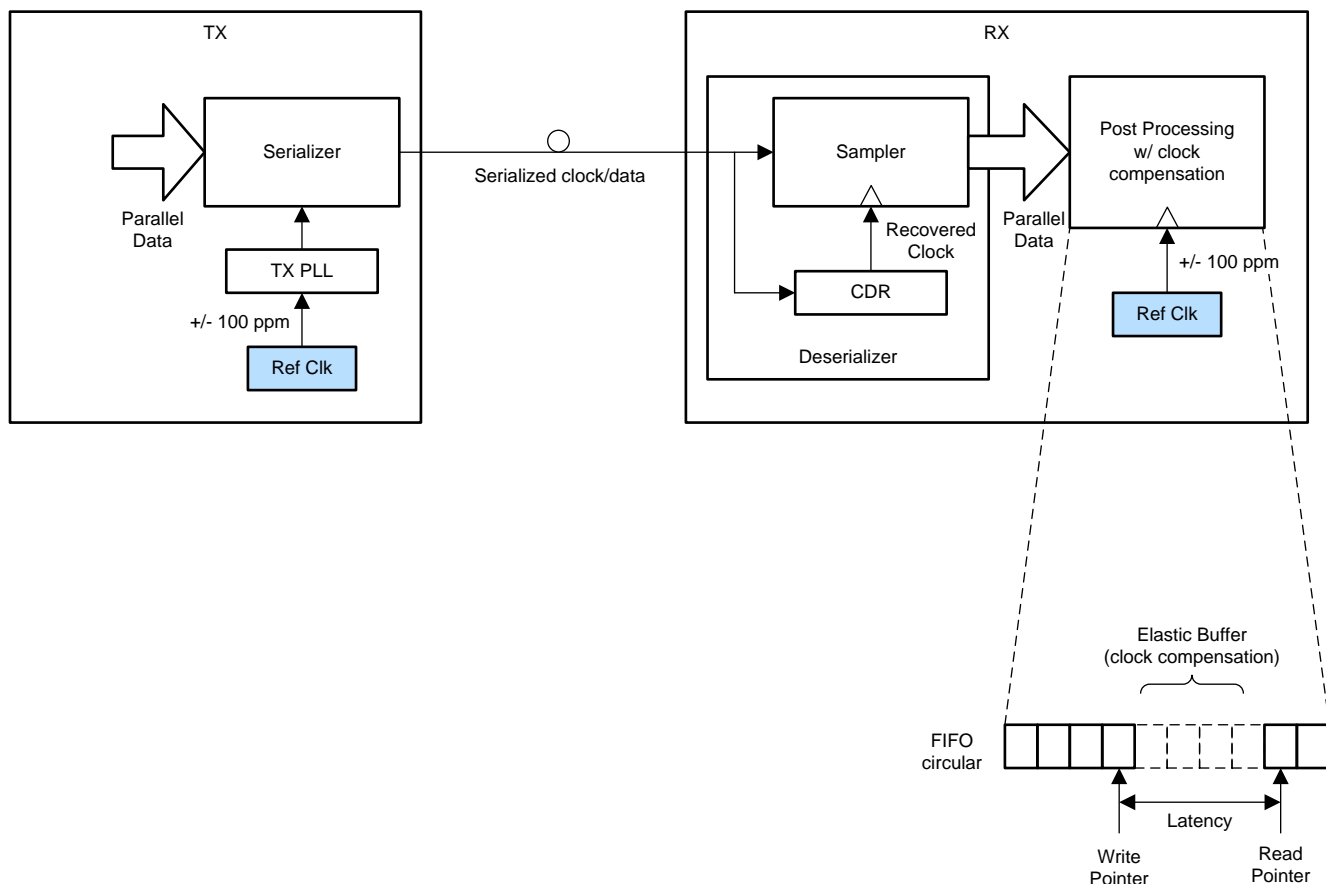 TX
Serializer
Parallel
Data
TX PLL
+/- 100 ppm
Ref Clk
Serialized clock/data
RX
Sampler
Recovered
Clock
CDR
Deserializer
Parallel
Data
Post Processing
w/ clock
compensation
+/- 100 ppm
Ref Clk
Elastic Buffer
(clock compensation)
FIFO
circular
Latency
Write
Pointer
Read
Pointer